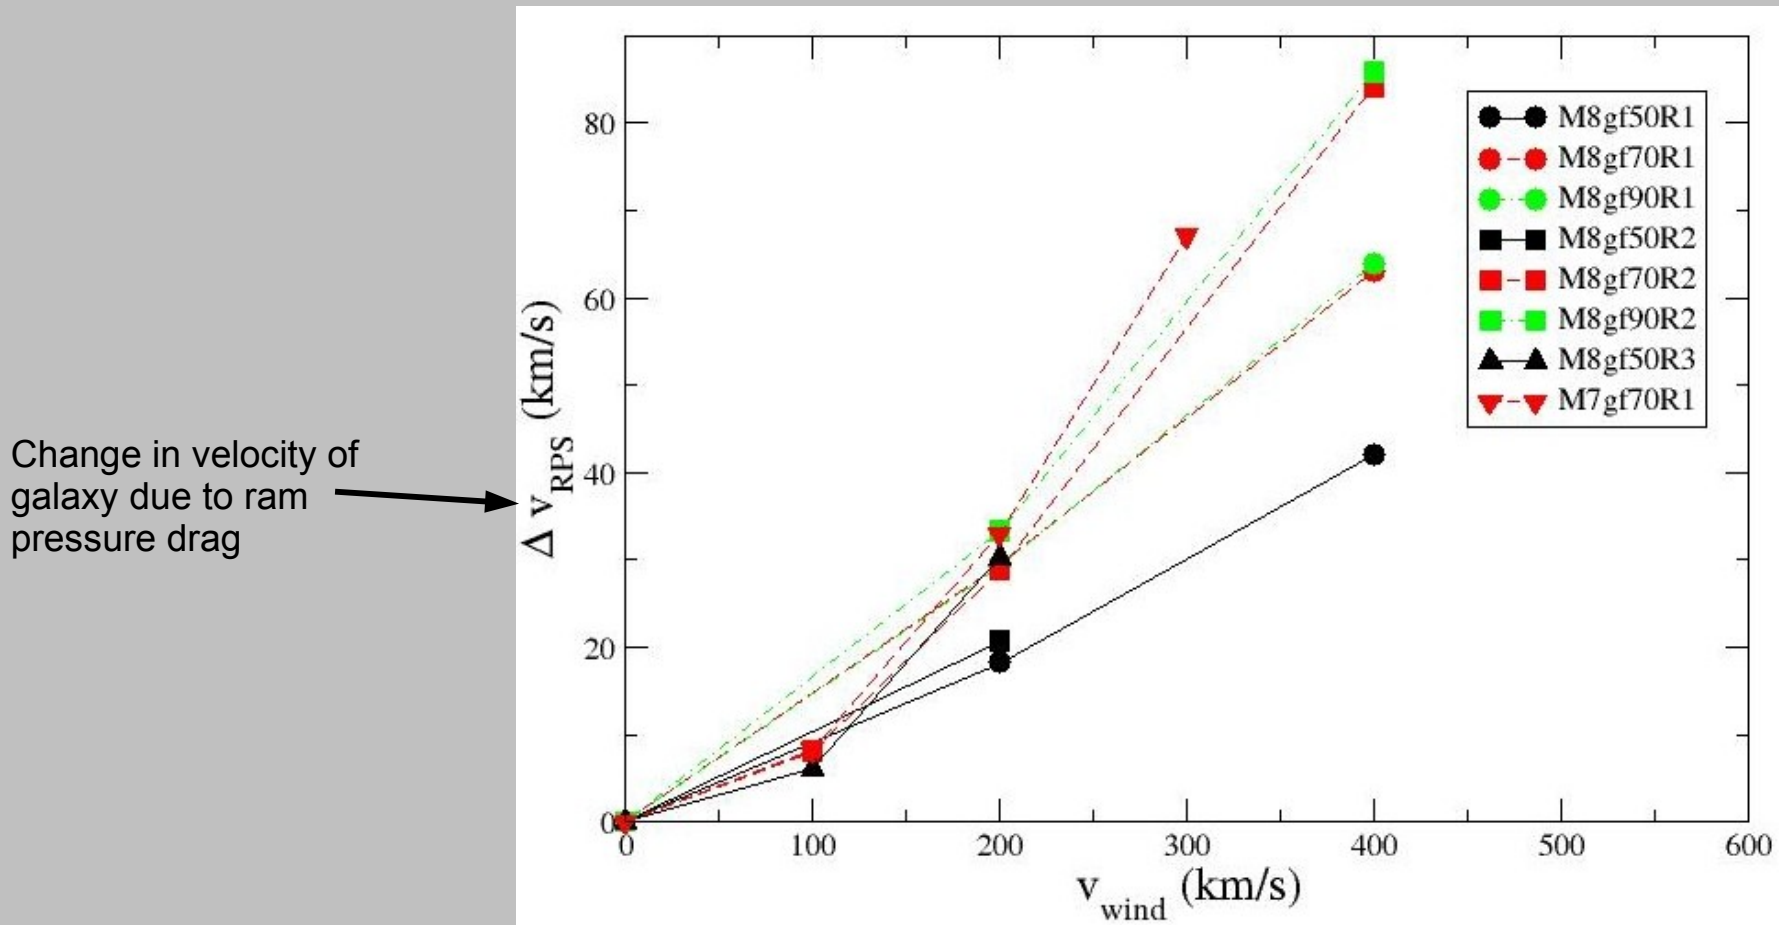 Change in velocity of
galaxy due to ram
pressure drag
Δ v_RPS (km/s)
80
60
40
20
0
0 100 200 300 400 500 600
v_wind (km/s)
M8gf50R1
M8gf70R1
M8gf90R1
M8gf50R2
M8gf70R2
M8gf90R2
M8gf50R3
M7gf70R1